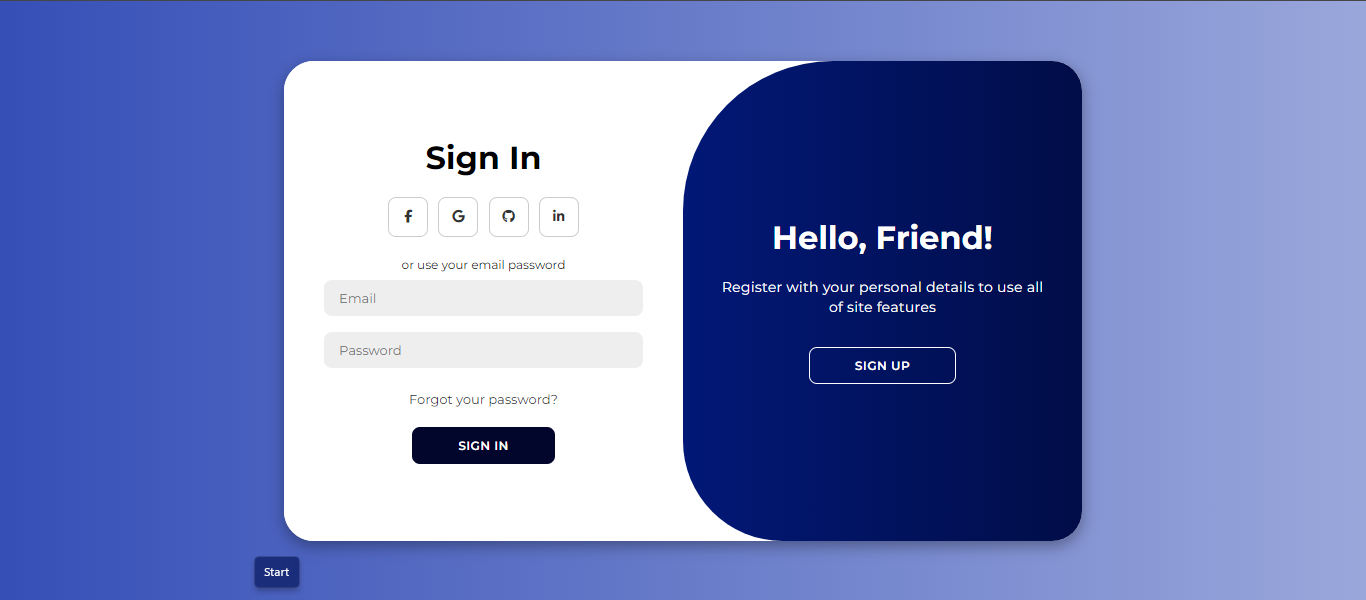 Sign In
or use your email password
Email
Password
Forgot your password?
SIGN IN
Hello, Friend!
Register with your personal details to use all
of site features
SIGN UP
Start